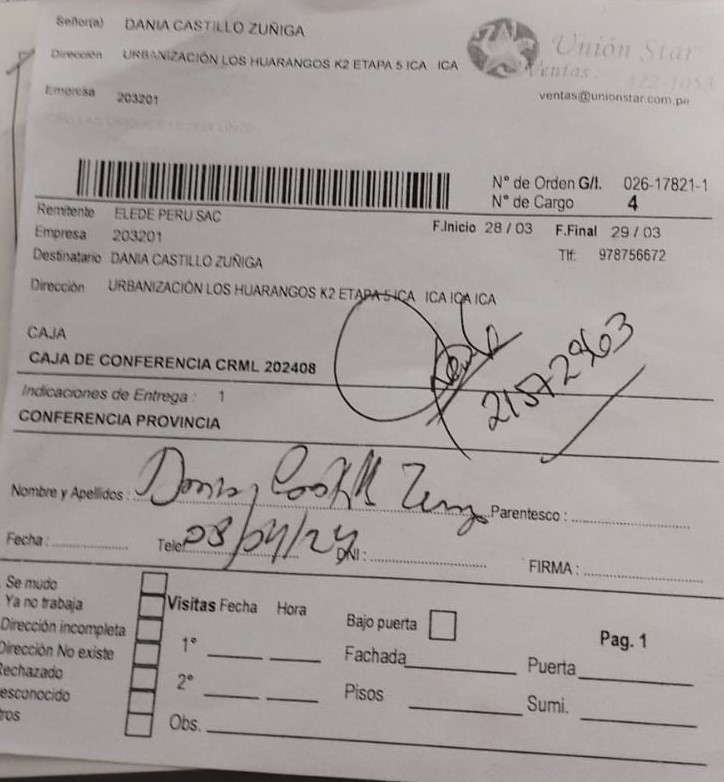 Señor(a) DANIA CASTILLO ZUÑIGA
Dirección URBANIZACIÓN LOS HUARANGOS K2 ETAPA 5 ICA ICA
Empresa 203201
Unión Star
Ventas: 422-1053
ventas@unionstar.com.pe
N° de Orden G/I. 026-17821-1
N° de Cargo 4
Remitente ELEDE PERU SAC
Empresa 203201
F.Inicio 28 / 03 F.Final 29 / 03
Destinatario DANIA CASTILLO ZUÑIGA
Tlf: 978756672
Dirección URBANIZACIÓN LOS HUARANGOS K2 ETAPA 5 ICA ICA ICA ICA
CAJA
CAJA DE CONFERENCIA CRML 202408
21572963
Indicaciones de Entrega : 1
CONFERENCIA PROVINCIA
Nombre y Apellidos : Parentesco :
Fecha : Telef 03/04/24 DNI : FIRMA :
Se mudo
Ya no trabaja
Dirección incompleta
Dirección No existe
Rechazado
esconocido
tros
Visitas Fecha Hora
1°
2°
Obs.
Bajo puerta
Fachada
Pisos
Pag. 1
Puerta
Sumi.